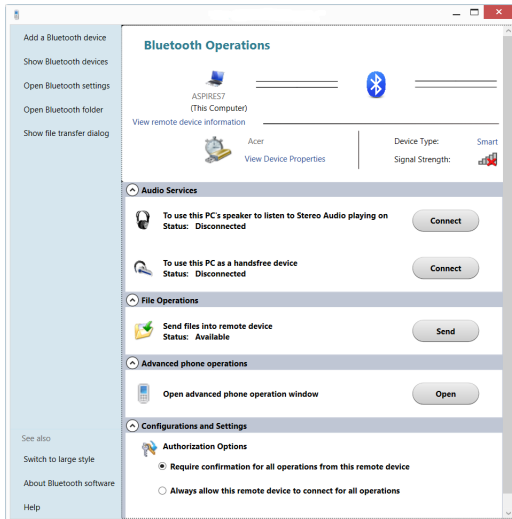 Add a Bluetooth device
Show Bluetooth devices
Open Bluetooth settings
Open Bluetooth folder
Show file transfer dialog
See also
Switch to large style
About Bluetooth software
Help
Bluetooth Operations
ASPIRES7
(This Computer)
View remote device information
Acer
View Device Properties
Device Type: Smart
Signal Strength:
Audio Services
To use this PC's speaker to listen to Stereo Audio playing on
Status: Disconnected
Connect
To use this PC as a handsfree device
Status: Disconnected
Connect
File Operations
Send files into remote device
Status: Available
Send
Advanced phone operations
Open advanced phone operation window
Open
Configurations and Settings
Authorization Options
Require confirmation for all operations from this remote device
Always allow this remote device to connect for all operations